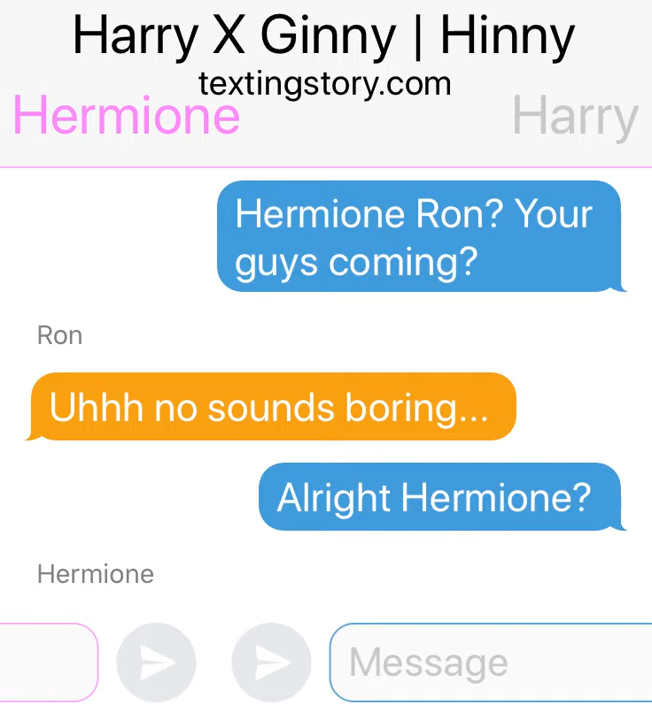 Harry X Ginny | Hinny
textingstory.com
Hermione Harry
Hermione Ron? Your
guys coming?
Ron
Uhhh no sounds boring...
Alright Hermione?
Hermione
Message